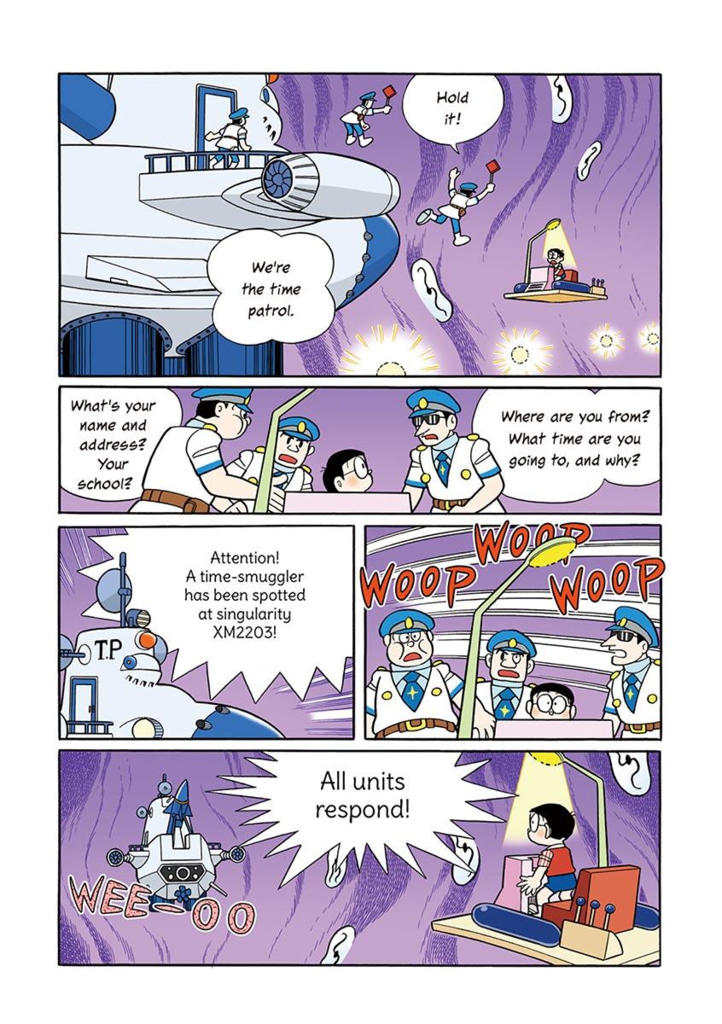 Hold
it!
We're
the time
patrol.
What's your
name and
address?
Your
school?
Where are you from?
What time are you
going to, and why?
Attention!
A time-smuggler
has been spotted
at singularity
XM2203!
T.P
WOOP
WOOP
WOOP
All units
respond!
WEE-OO